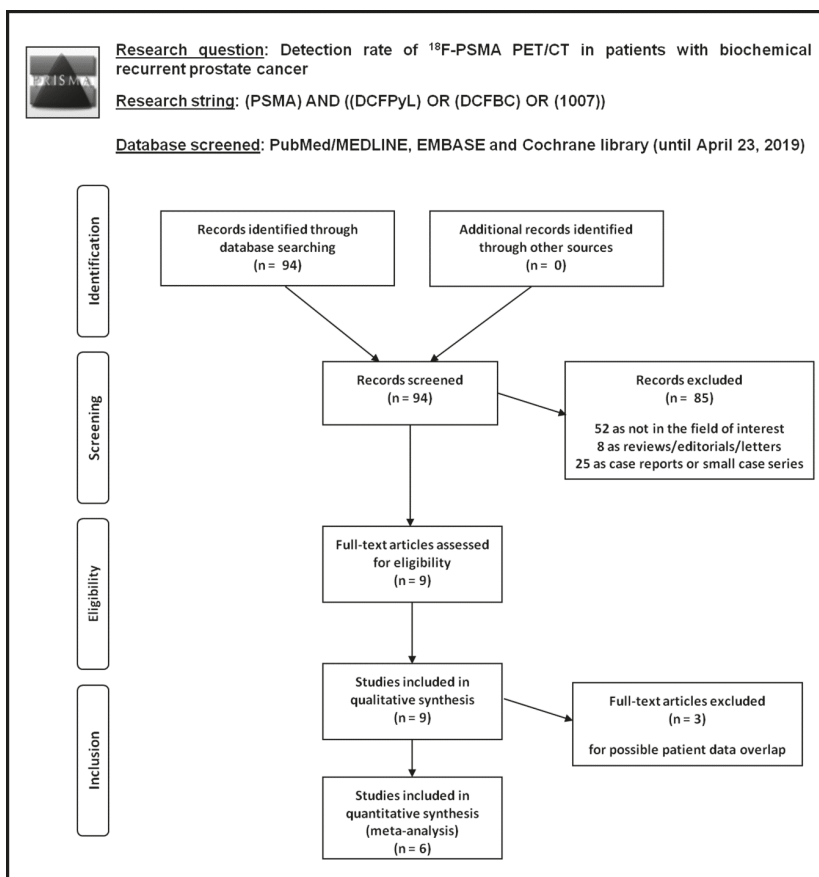 PRISMA
Research question: Detection rate of ¹⁸F-PSMA PET/CT in patients with biochemical
recurrent prostate cancer
Research string: (PSMA) AND ((DCFPyL) OR (DCFBC) OR (1007))
Database screened: PubMed/MEDLINE, EMBASE and Cochrane library (until April 23, 2019)
Identification
Records identified through
database searching
(n = 94)
Additional records identified
through other sources
(n = 0)
Screening
Records screened
(n = 94)
Records excluded
(n = 85)
52 as not in the field of interest
8 as reviews/editorials/letters
25 as case reports or small case series
Eligibility
Full-text articles assessed
for eligibility
(n = 9)
Studies included in
qualitative synthesis
(n = 9)
Full-text articles excluded
(n = 3)
for possible patient data overlap
Inclusion
Studies included in
quantitative synthesis
(meta-analysis)
(n = 6)